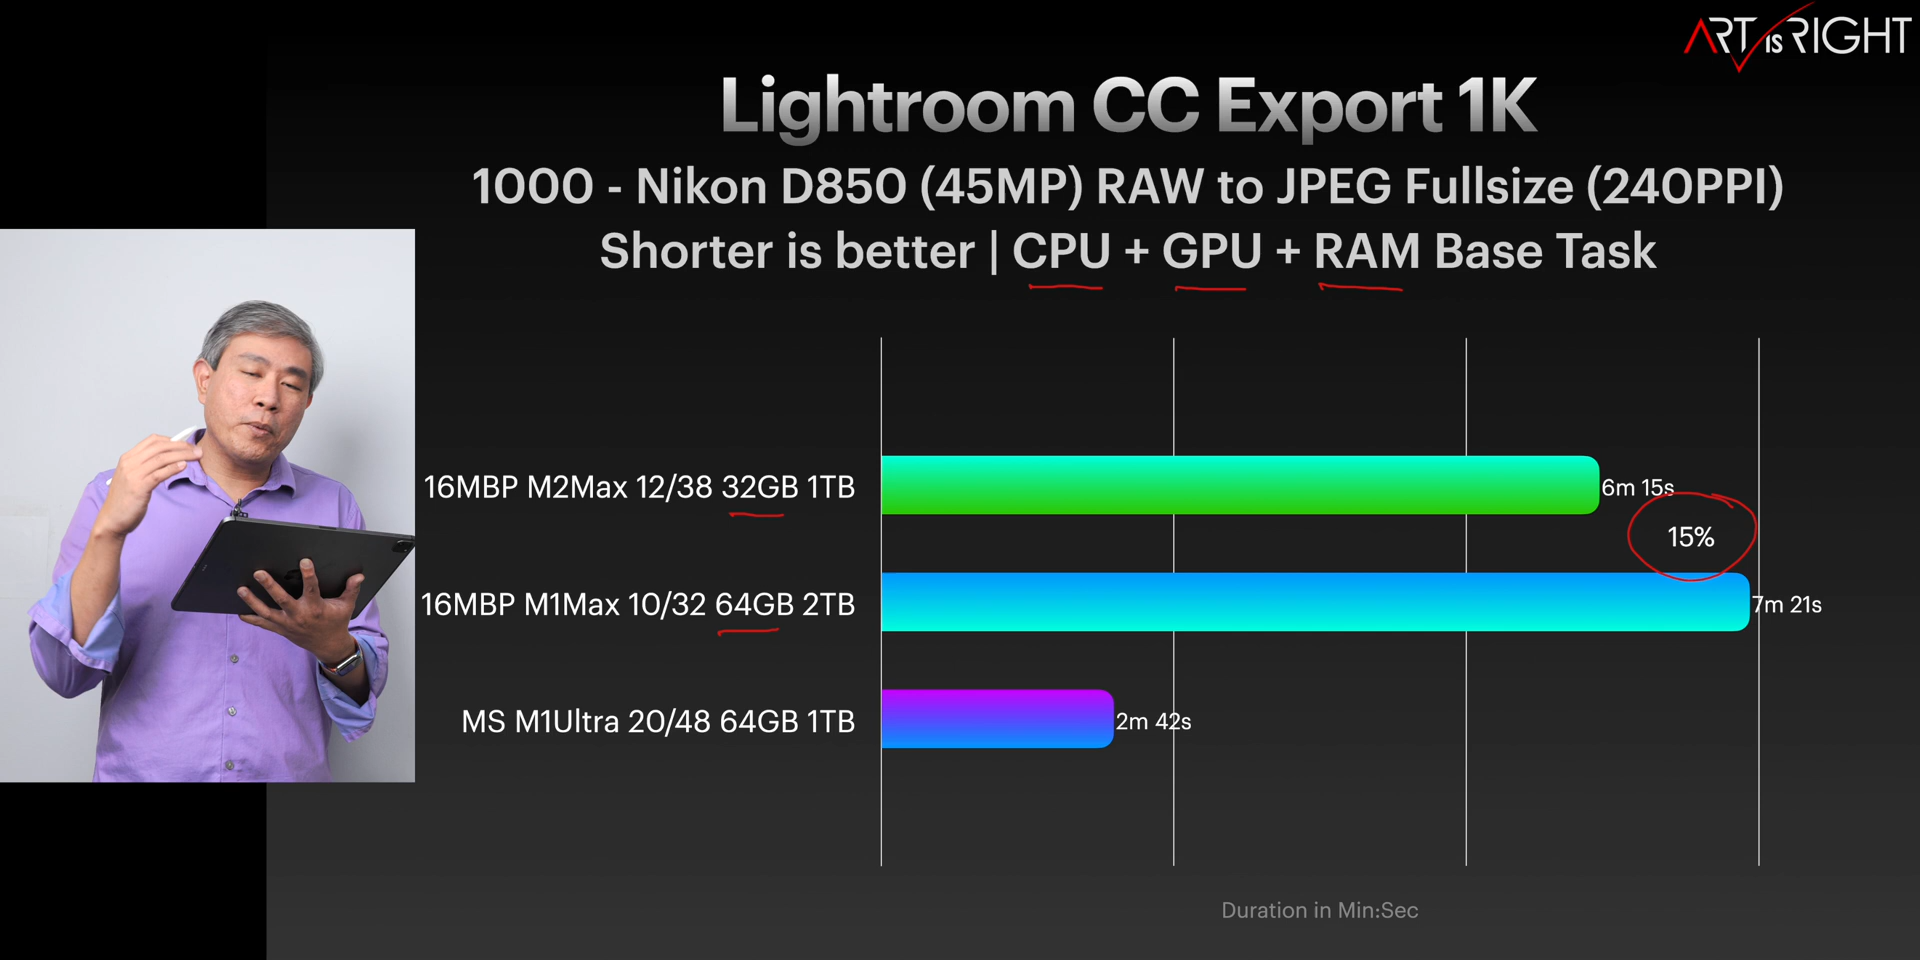 ART IS RIGHT
Lightroom CC Export 1K
1000 - Nikon D850 (45MP) RAW to JPEG Fullsize (240PPI)
Shorter is better | CPU + GPU + RAM Base Task
16MBP M2Max 12/38 32GB 1TB
6m 15s
15%
16MBP M1Max 10/32 64GB 2TB
7m 21s
MS M1Ultra 20/48 64GB 1TB
2m 42s
Duration in Min:Sec